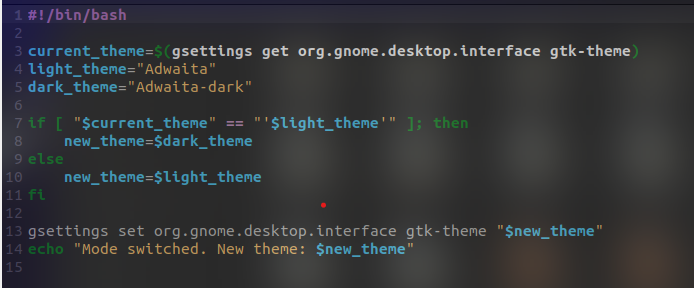 1 #!/bin/bash
2
3 current_theme=$(gsettings get org.gnome.desktop.interface gtk-theme)
4 light_theme="Adwaita"
5 dark_theme="Adwaita-dark"
6
7 if [ "$current_theme" == "'$light_theme'" ]; then
8     new_theme=$dark_theme
9 else
10     new_theme=$light_theme
11 fi
12
13 gsettings set org.gnome.desktop.interface gtk-theme "$new_theme"
14 echo "Mode switched. New theme: $new_theme"
15